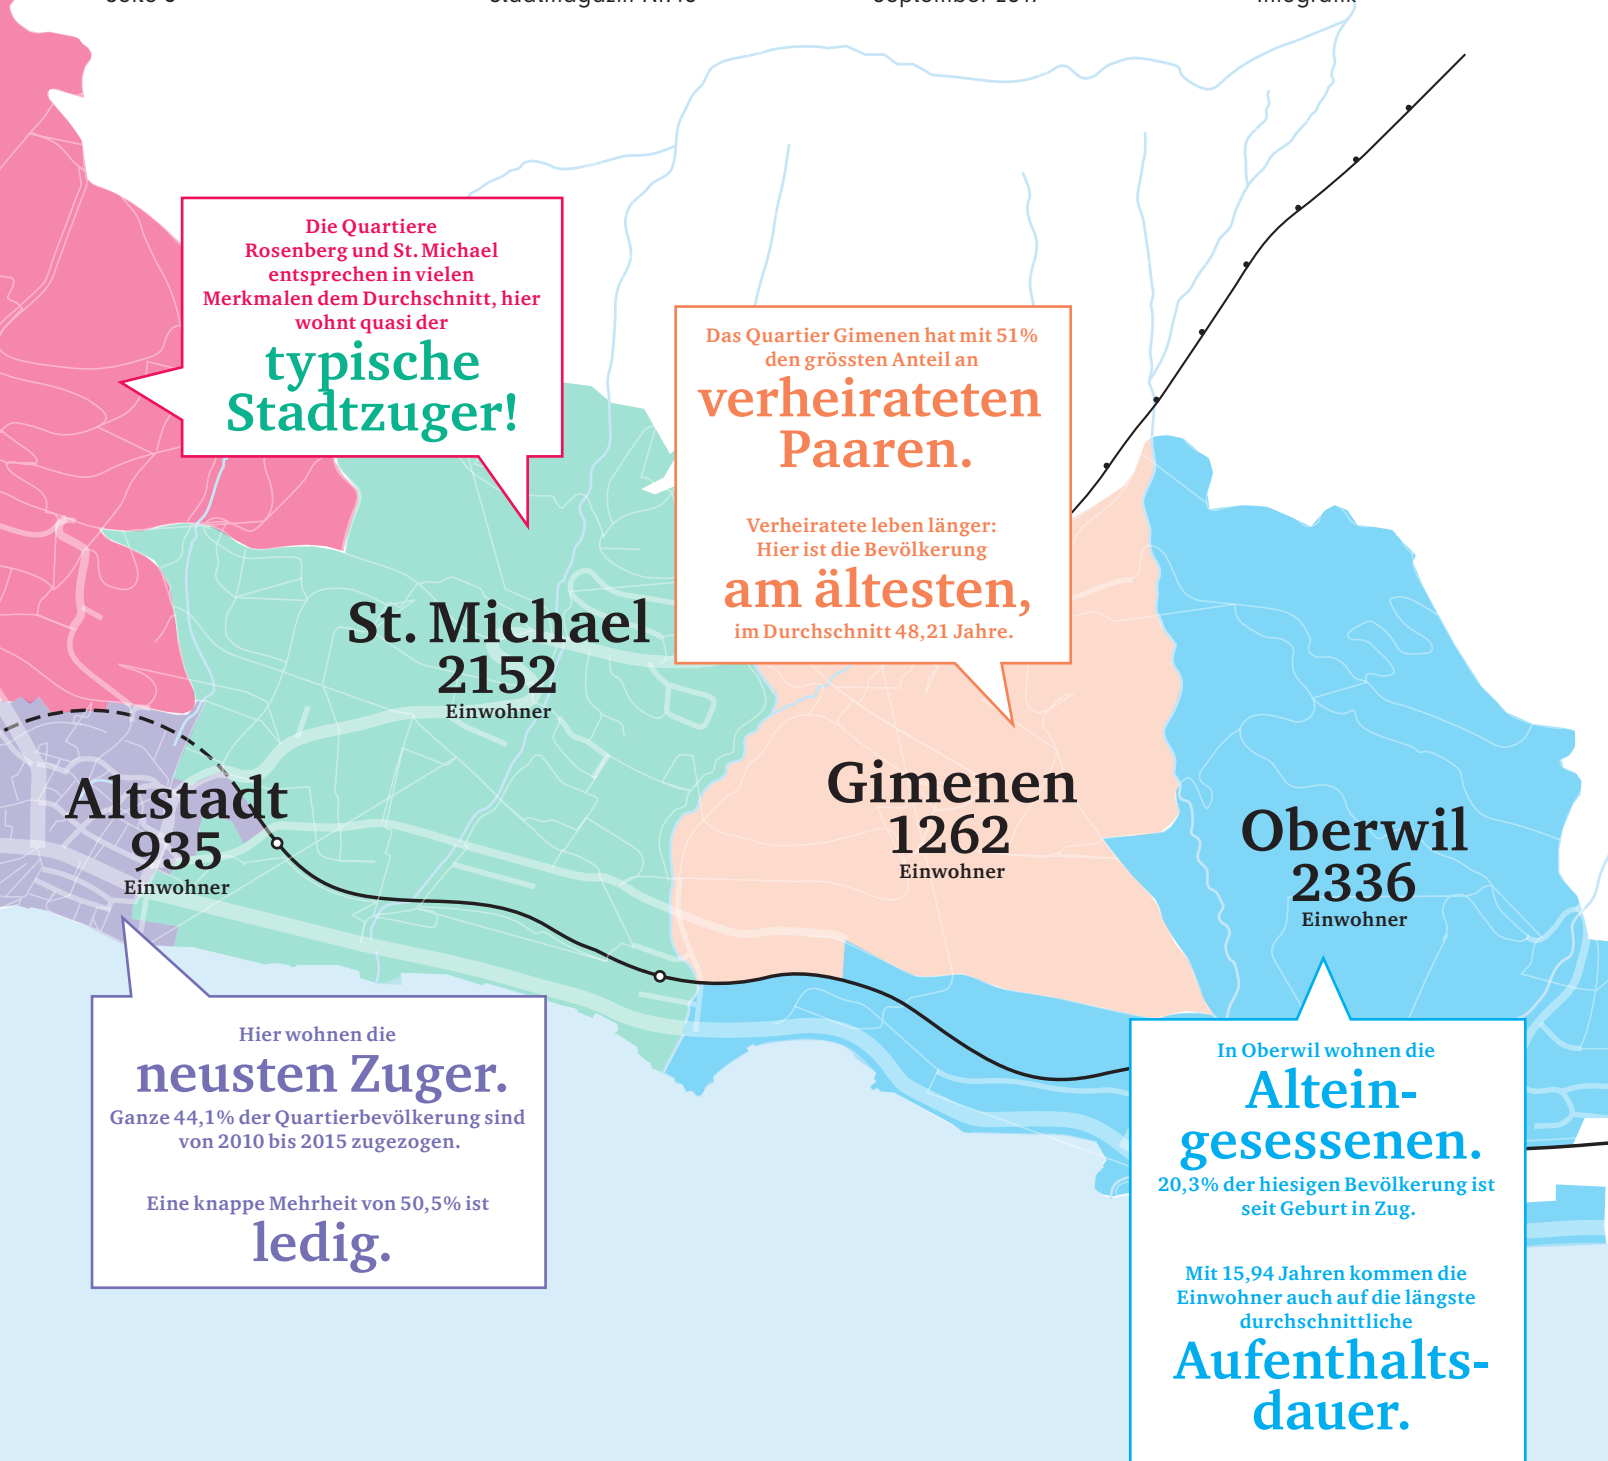 Die Quartiere
Rosenberg und St. Michael
entsprechen in vielen
Merkmalen dem Durchschnitt, hier
wohnt quasi der
typische
Stadtzuger!
Das Quartier Gimenen hat mit 51%
den grössten Anteil an
verheirateten
Paaren.
Verheiratete leben länger:
Hier ist die Bevölkerung
am ältesten,
im Durchschnitt 48,21 Jahre.
St. Michael
2152
Einwohner
Altstadt
935
Einwohner
Gimenen
1262
Einwohner
Oberwil
2336
Einwohner
Hier wohnen die
neusten Zuger.
Ganze 44,1% der Quartierbevölkerung sind
von 2010 bis 2015 zugezogen.
Eine knappe Mehrheit von 50,5% ist
ledig.
In Oberwil wohnen die
Altein-
gesessenen.
20,3% der hiesigen Bevölkerung ist
seit Geburt in Zug.
Mit 15,94 Jahren kommen die
Einwohner auch auf die längste
durchschnittliche
Aufenthalts-
dauer.